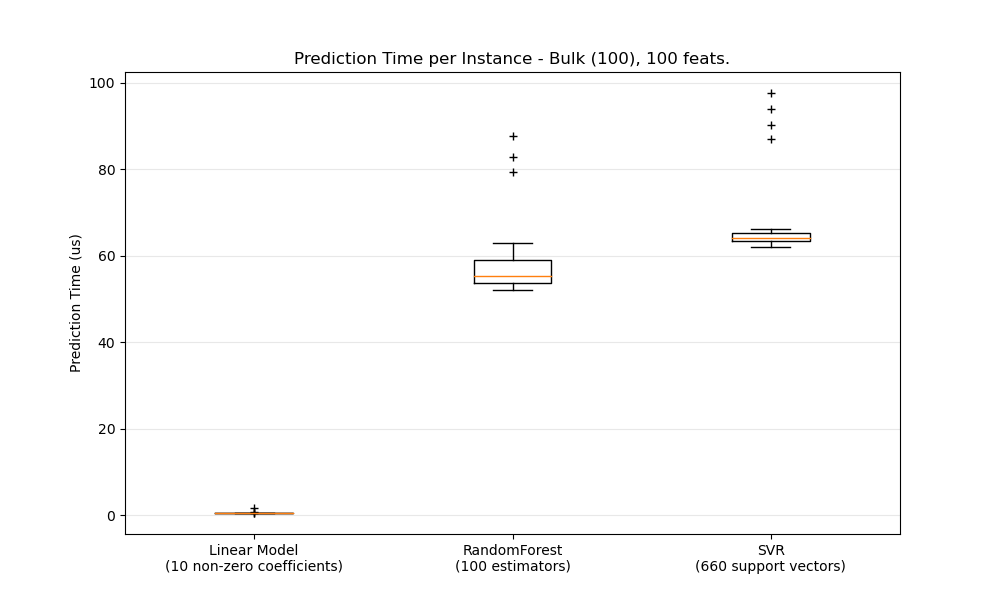 Prediction Time per Instance - Bulk (100), 100 feats.
100
80
60
40
20
0
Prediction Time (us)
Linear Model
(10 non-zero coefficients)
RandomForest
(100 estimators)
SVR
(660 support vectors)